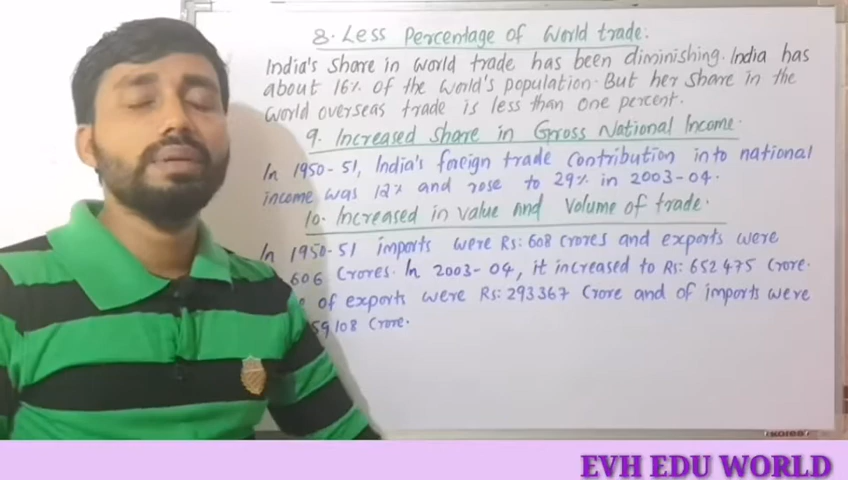 8. Less Percentage of World trade.
India's share in world trade has been diminishing. India has
about 16% of the world's population. But her share in the
world overseas trade is less than one percent.
9. Increased share in Gross National Income.
In 1950-51, India's foreign trade contribution in to national
income was 12% and rose to 29% in 2003-04.
10. Increased in value and Volume of trade.
In 1950-51 imports were Rs: 608 crores and exports were
606 Crores. In 2003-04, it increased to Rs: 652475 Crore.
of exports were Rs: 293367 Crore and of imports were
59108 Crore.
KORES
EVH EDU WORLD